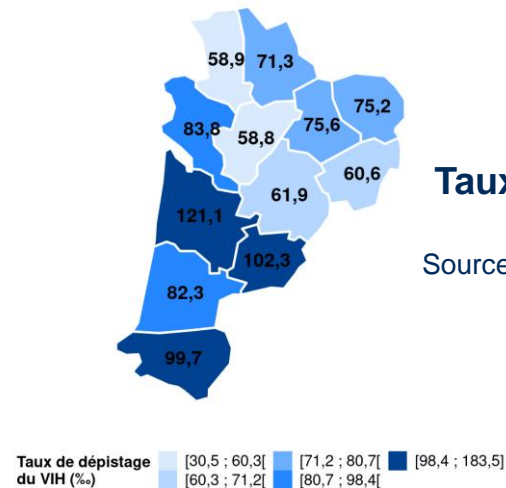 58,9
71,3
75,2
83,8
75,6
58,8
60,6
61,9
Taux
121,1
102,3
Source
82,3
99,7
Taux de dépistage
du VIH (‰)
[30,5 ; 60,3[
[71,2 ; 80,7[
[98,4 ; 183,5]
[60,3 ; 71,2[
[80,7 ; 98,4[